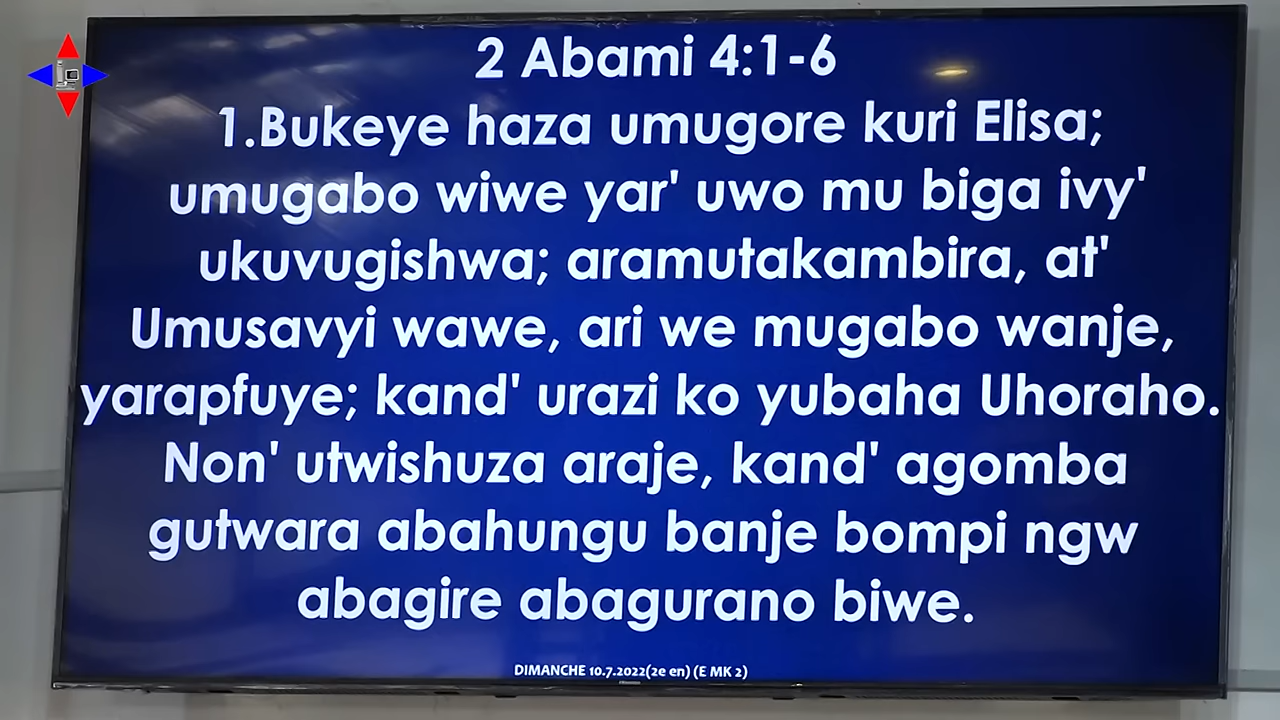 2 Abami 4:1-6
1.Bukeye haza umugore kuri Elisa;
umugabo wiwe yar' uwo mu biga ivy'
ukuvugishwa; aramutakambira, at'
Umusavyi wawe, ari we mugabo wanje,
yarapfuye; kand' urazi ko yubaha Uhoraho.
Non' utwishuza araje, kand' agomba
gutwara abahungu banje bompi ngw
abagire abagurano biwe.
DIMANCHE 10.7.2022(2e en) (E MK 2)